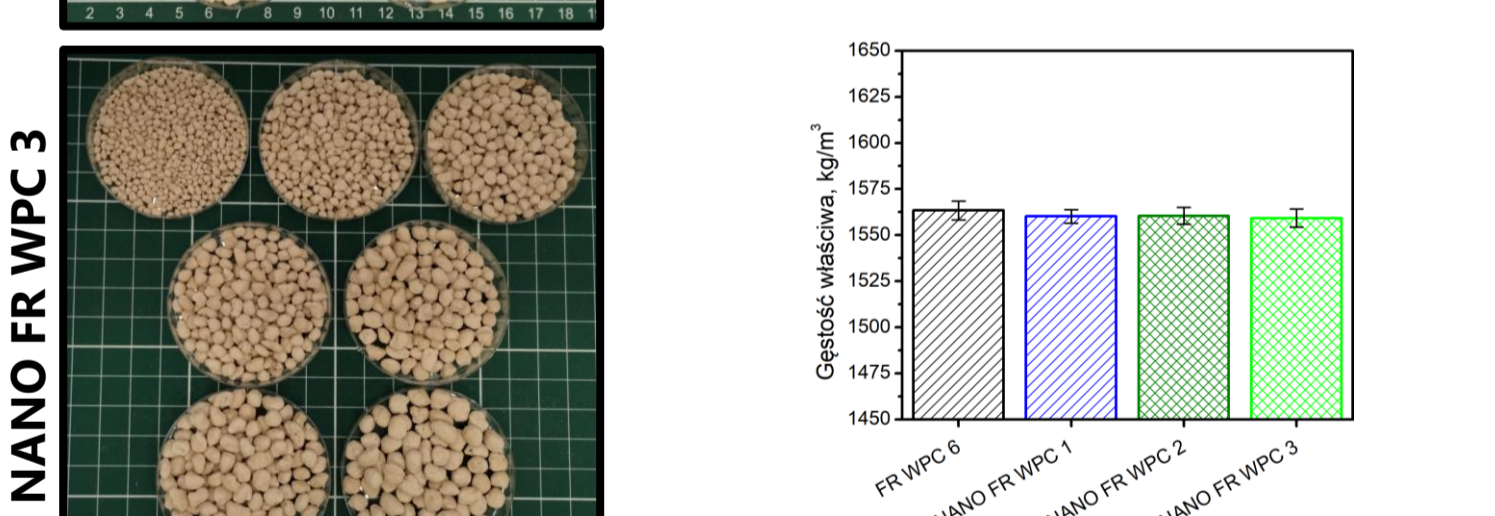 2 3 4 5 6 7 8 9 10 11 12 13 14 15 16 17 18
NANO FR WPC 3
Gęstość właściwa, kg/m³
1650
1625
1600
1575
1550
1525
1500
1475
1450
FR WPC 6
NANO FR WPC 1
NANO FR WPC 2
NANO FR WPC 3